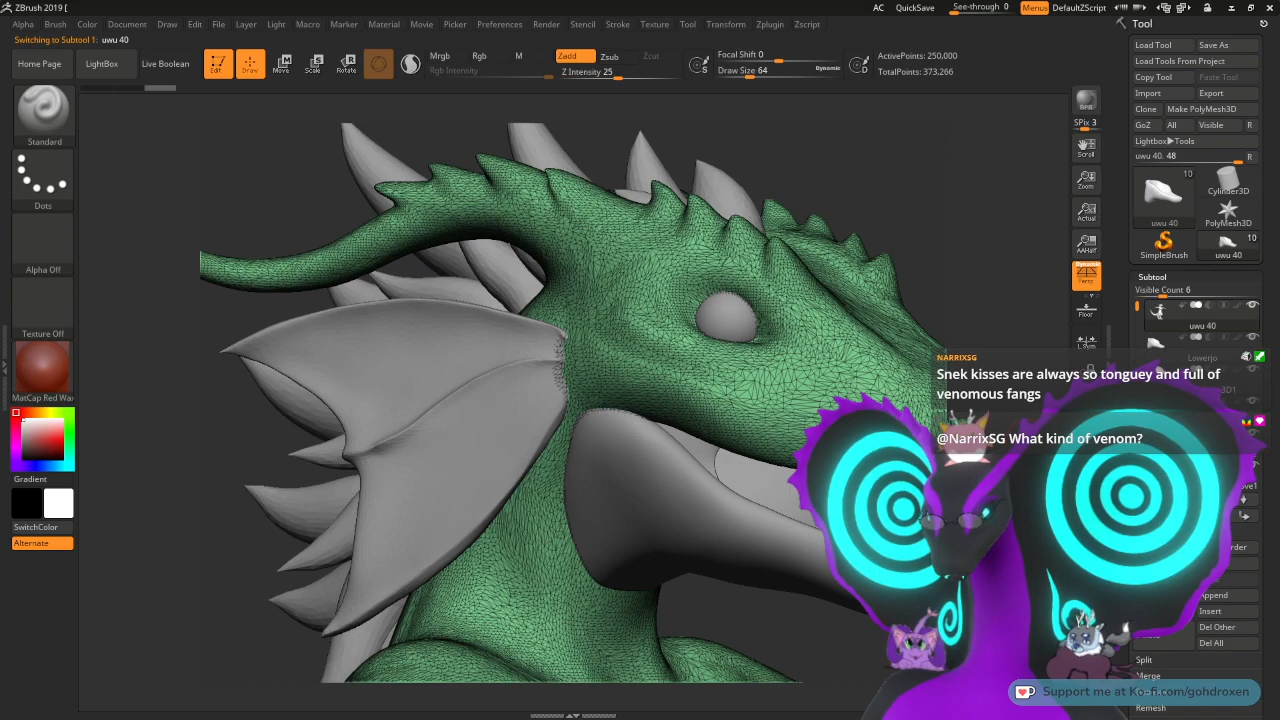 ZBrush 2019 [
AC QuickSave See-through 0 Menus DefaultZScript
Alpha Brush Color Document Draw Edit File Layer Light Macro Marker Material Movie Picker Preferences Render Stencil Stroke Texture Tool Transform Zplugin Zscript
Tool
Switching to Subtool 1: uwu 40
Home Page LightBox Live Boolean Edit Draw Move Scale Rotate
Mrgb Rgb M Zadd Zsub Zcut
Rgb Intensity Z Intensity 25
Focal Shift 0
Draw Size 64 Dynamic
ActivePoints: 250,000
TotalPoints: 373,266
Load Tool Save As
Load Tools From Project
Copy Tool Paste Tool
Import Export
Clone Make PolyMesh3D
GoZ All Visible R
Lightbox▶Tools
uwu 40. 48 R
10
Cylinder3D
uwu 40 PolyMesh3D
SimpleBrush
10
uwu 40
Subtool
Visible Count 6
uwu 40
Lowerjo
Standard
Dots
Alpha Off
Texture Off
MatCap Red Wa
Gradient
SwitchColor
Alternate
BPR
SPix 3
Scroll
Zoom
Actual
AAHalf
Dynamic
Persp
Floor
L.Sym
NARRIXSG
Snek kisses are always so tonguey and full of
venomous fangs
@NarrixSG What kind of venom?
Append
Insert
Del Other
Del All
Split
Merge
Remesh
Support me at Ko-fi.com/gohdroxen